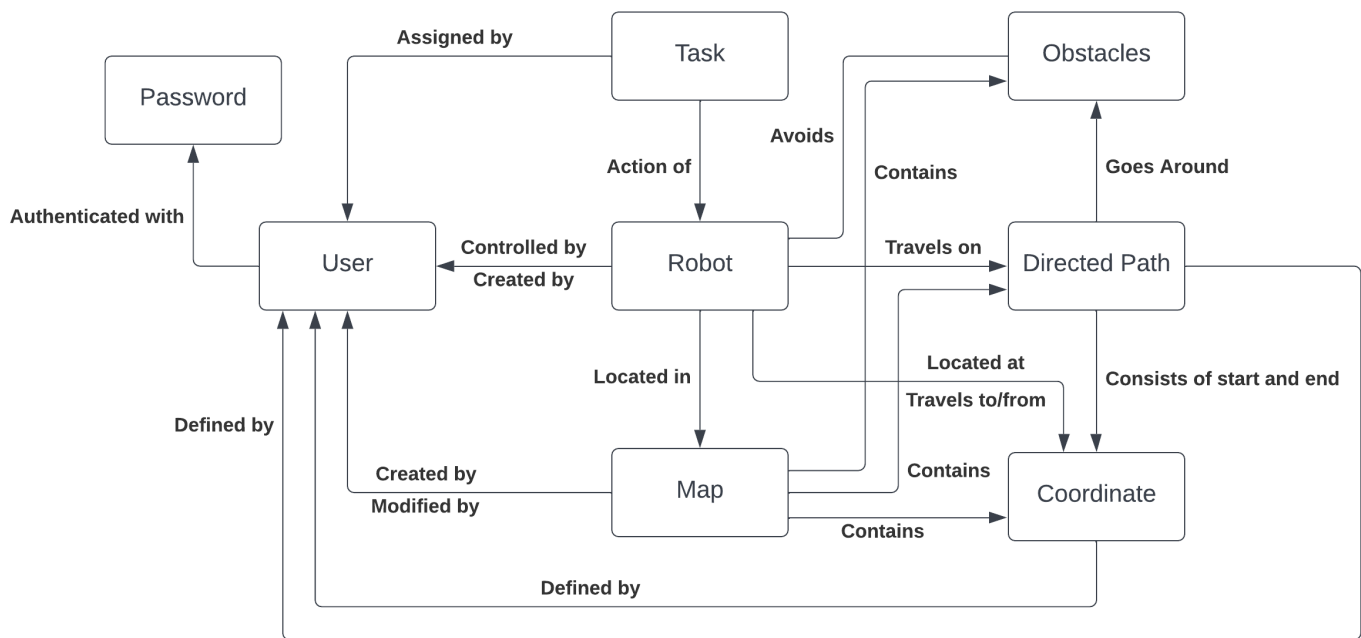 Assigned by
Task
Obstacles
Password
Avoids
Action of
Contains
Goes Around
Authenticated with
User
Controlled by
Created by
Robot
Travels on
Directed Path
Located in
Located at
Travels to/from
Consists of start and end
Defined by
Created by
Modified by
Map
Contains
Contains
Coordinate
Defined by